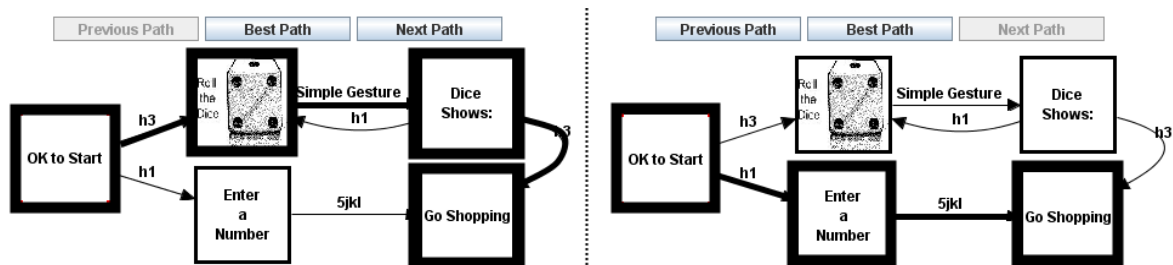 Previous Path
Best Path
Next Path
OK to Start
h3
h1
Roll
the
Dice
Simple Gesture
h1
Dice
Shows:
h3
Enter
a
Number
5jkl
Go Shopping
Previous Path
Best Path
Next Path
OK to Start
h3
h1
Roll
the
Dice
Simple Gesture
h1
Dice
Shows:
h3
Enter
a
Number
5jkl
Go Shopping